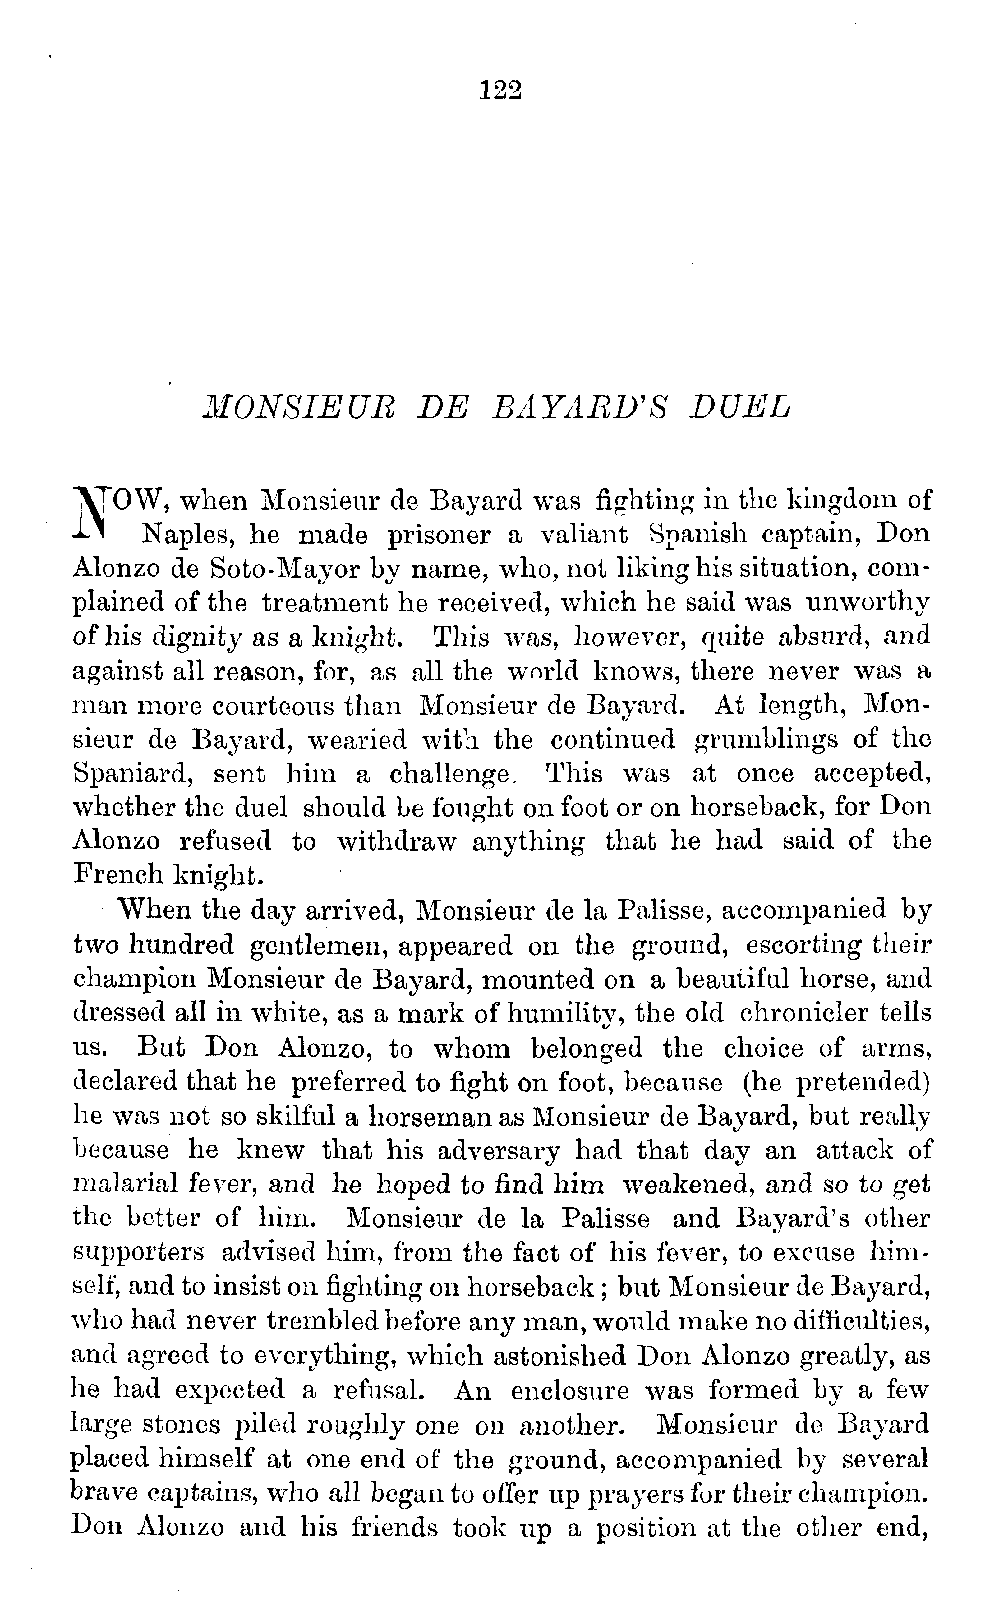 122
MONSIEUR DE BAYARD'S DUEL
NOW, when Monsieur de Bayard was fighting in the kingdom of
Naples, he made prisoner a valiant Spanish captain, Don
Alonzo de Soto-Mayor by name, who, not liking his situation, com-
plained of the treatment he received, which he said was unworthy
of his dignity as a knight. This was, however, quite absurd, and
against all reason, for, as all the world knows, there never was a
man more courteous than Monsieur de Bayard. At length, Mon-
sieur de Bayard, wearied with the continued grumblings of the
Spaniard, sent him a challenge. This was at once accepted,
whether the duel should be fought on foot or on horseback, for Don
Alonzo refused to withdraw anything that he had said of the
French knight.
When the day arrived, Monsieur de la Palisse, accompanied by
two hundred gentlemen, appeared on the ground, escorting their
champion Monsieur de Bayard, mounted on a beautiful horse, and
dressed all in white, as a mark of humility, the old chronicler tells
us. But Don Alonzo, to whom belonged the choice of arms,
declared that he preferred to fight on foot, because (he pretended)
he was not so skilful a horseman as Monsieur de Bayard, but really
because he knew that his adversary had that day an attack of
malarial fever, and he hoped to find him weakened, and so to get
the better of him. Monsieur de la Palisse and Bayard's other
supporters advised him, from the fact of his fever, to excuse him-
self, and to insist on fighting on horseback; but Monsieur de Bayard,
who had never trembled before any man, would make no difficulties,
and agreed to everything, which astonished Don Alonzo greatly, as
he had expected a refusal. An enclosure was formed by a few
large stones piled roughly one on another. Monsieur de Bayard
placed himself at one end of the ground, accompanied by several
brave captains, who all began to offer up prayers for their champion.
Don Alonzo and his friends took up a position at the other end,